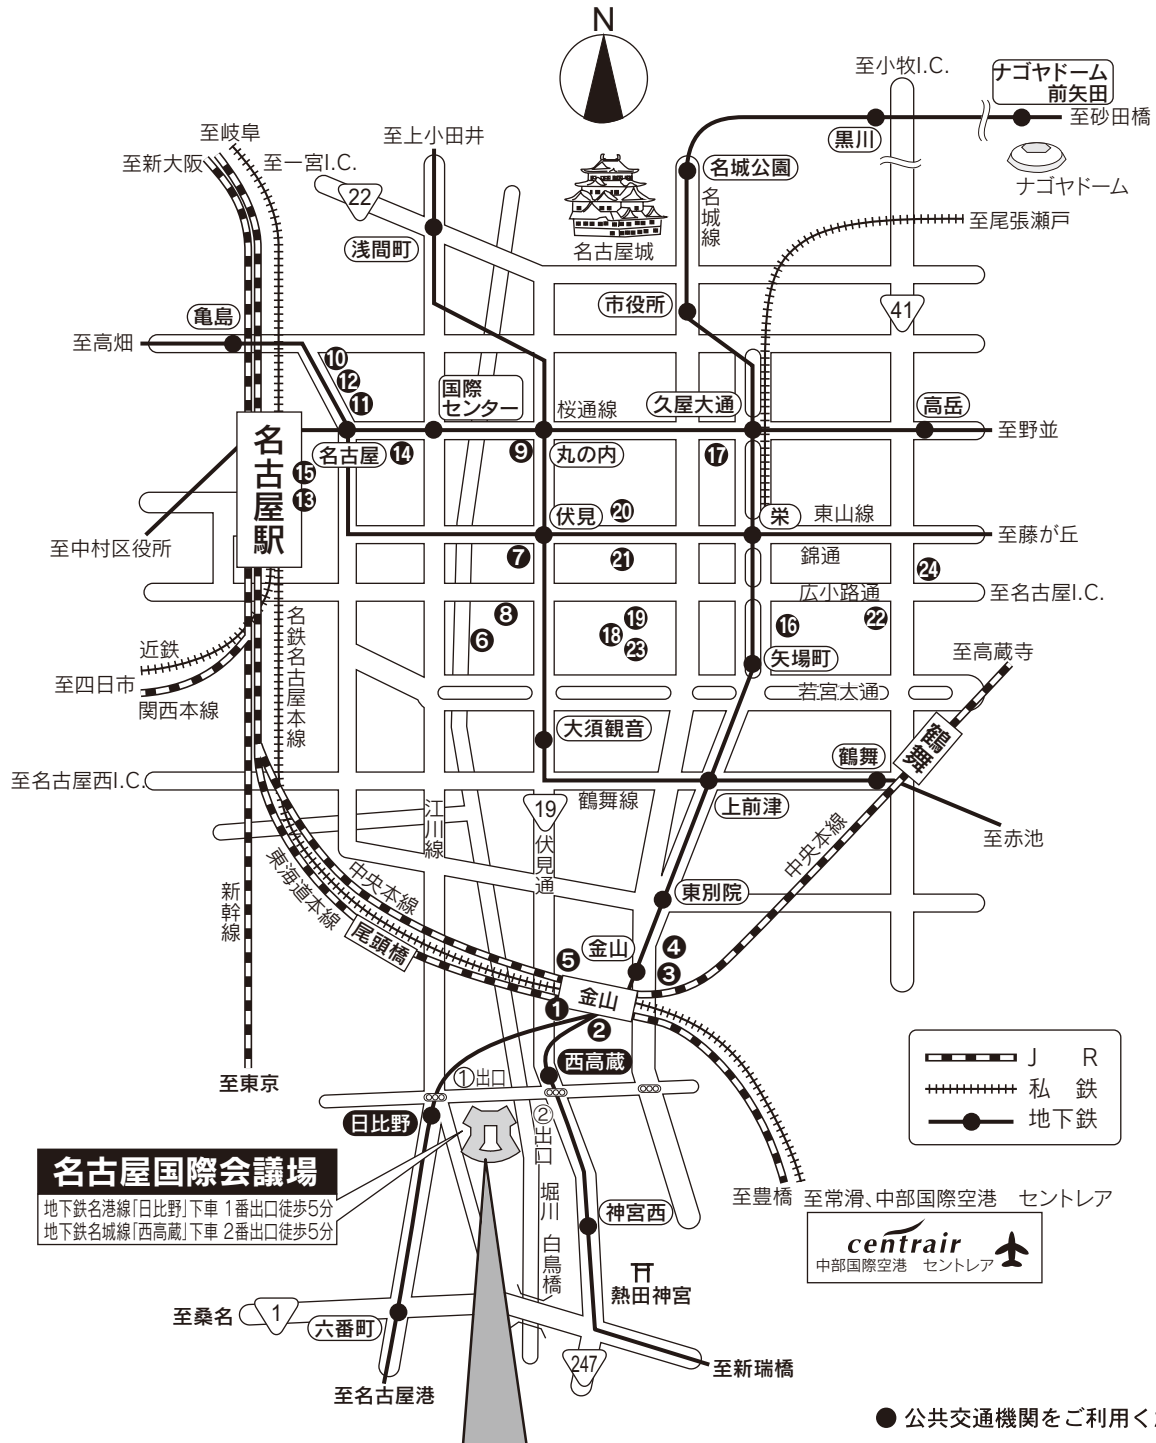 N
至小牧I.C.
ナゴヤドーム
前矢田
至砂田橋
黒川
ナゴヤドーム
至岐阜
至上小田井
至新大阪
至一宮I.C.
22
名城公園
名城線
浅間町
名古屋城
至尾張瀬戸
亀島
市役所
41
至高畑
10
12
11
国際
センター
桜通線
久屋大通
高岳
至野並
名古屋駅
名古屋
14
9
丸の内
17
15
13
伏見
20
栄
東山線
至中村区役所
至藤が丘
7
21
錦通
24
広小路通
至名古屋I.C.
名鉄名古屋本線
8
6
19
18
23
16
22
近鉄
矢場町
至高蔵寺
至四日市
関西本線
若宮大通
大須観音
鶴舞
鶴舞
至名古屋西I.C.
江川線
19
鶴舞線
上前津
伏見通
至赤池
中央本線
中央本線
東海道本線
新幹線
尾頭橋
東別院
金山
4
5
3
金山
1
2
J R
私 鉄
地下鉄
西高蔵
至東京
①出口
日比野
②出口
名古屋国際会議場
地下鉄名港線「日比野」下車 1番出口徒歩5分
地下鉄名城線「西高蔵」下車 2番出口徒歩5分
堀川
白鳥橋
神宮西
至豊橋
至常滑、中部国際空港 セントレア
centrair
中部国際空港 セントレア
熱田神宮
至桑名
1
六番町
247
至新瑞橋
至名古屋港
● 公共交通機関をご利用く